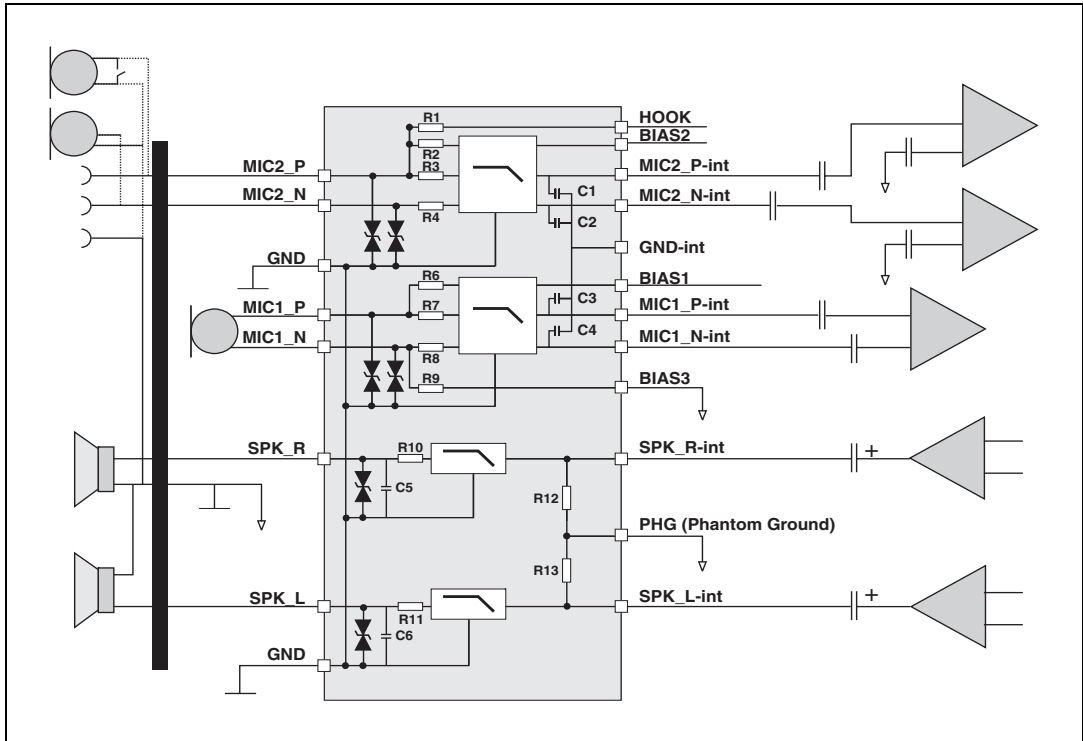 R1
HOOK
BIAS2
R2
MIC2_P
R3
MIC2_P-int
C1
MIC2_N
R4
MIC2_N-int
C2
GND
GND-int
R6
BIAS1
C3
MIC1_P
R7
MIC1_P-int
C4
MIC1_N
R8
MIC1_N-int
R9
BIAS3
SPK_R
R10
SPK_R-int
+
C5
R12
PHG (Phantom Ground)
R13
SPK_L
R11
SPK_L-int
+
C6
GND